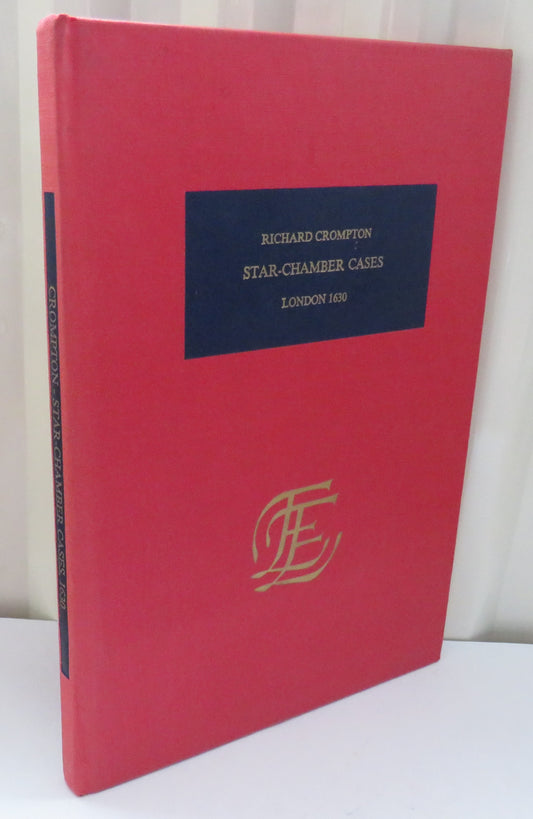 RICHARD CROMPTON
STAR-CHAMBER CASES
LONDON 1630
CROMPTON - STAR-CHAMBER CASES, 1630